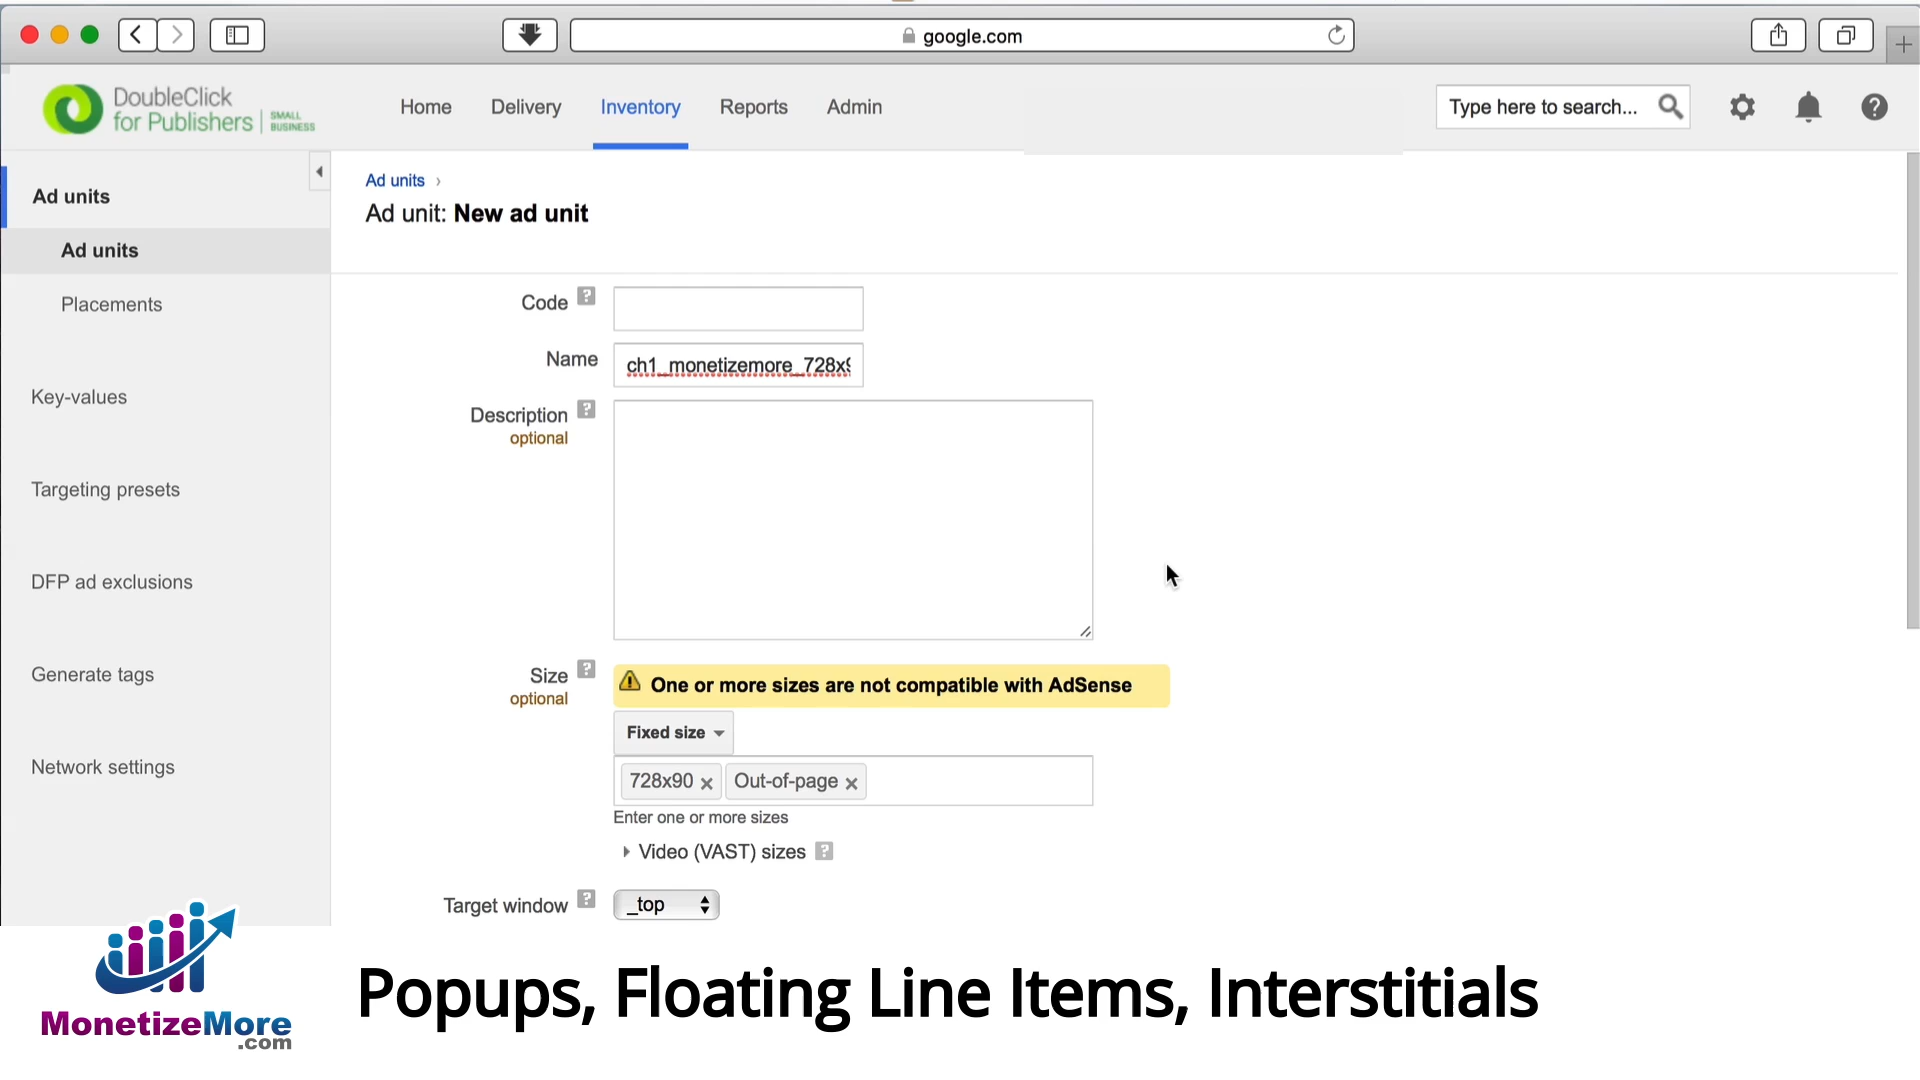 google.com
DoubleClick
for Publishers
SMALL
BUSINESS
Home
Delivery
Inventory
Reports
Admin
Type here to search...
Ad units
Ad units
Placements
Key-values
Targeting presets
DFP ad exclusions
Generate tags
Network settings
Ad units ›
Ad unit: New ad unit
Code ?
Name ch1_monetizemore_728x9
Description ?
optional
Size ?
optional
One or more sizes are not compatible with AdSense
Fixed size
728x90 × Out-of-page ×
Enter one or more sizes
Video (VAST) sizes ?
Target window ? _top
MonetizeMore
.com
Popups, Floating Line Items, Interstitials